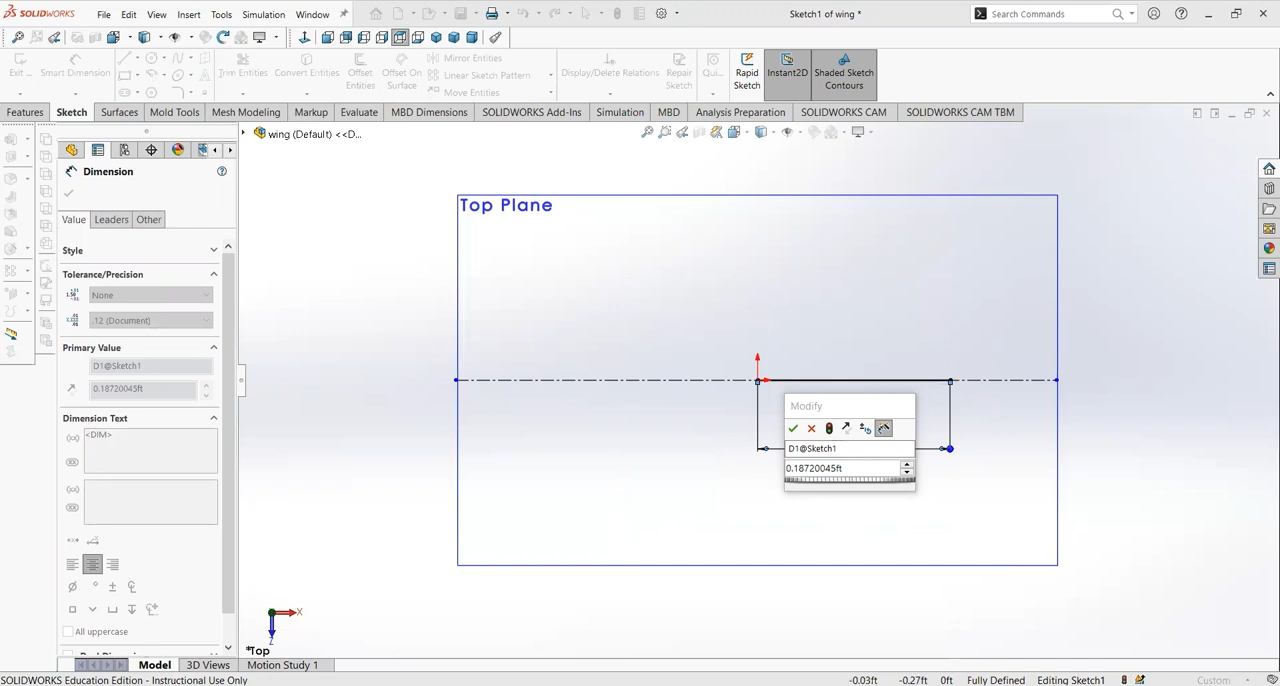 SOLIDWORKS File Edit View Insert Tools Simulation Window Sketch1 of wing * Search Commands
Exit ... Smart Dimension Trim Entities Convert Entities Offset Entities Offset On Surface Mirror Entities Linear Sketch Pattern Move Entities Display/Delete Relations Repair Sketch Qui... Rapid Sketch Instant2D Shaded Sketch Contours
Features Sketch Surfaces Mold Tools Mesh Modeling Markup Evaluate MBD Dimensions SOLIDWORKS Add-Ins Simulation MBD Analysis Preparation SOLIDWORKS CAM SOLIDWORKS CAM TBM
wing (Default) <<D...
Dimension
Value Leaders Other
Style
Tolerance/Precision
None
.12 (Document)
Primary Value
D1@Sketch1
0.18720045ft
Dimension Text
<DIM>
All uppercase
Top Plane
Modify
D1@Sketch1
0.18720045ft
X
Z
*Top
Model 3D Views Motion Study 1
SOLIDWORKS Education Edition - Instructional Use Only -0.03ft -0.27ft 0ft Fully Defined Editing Sketch1 Custom